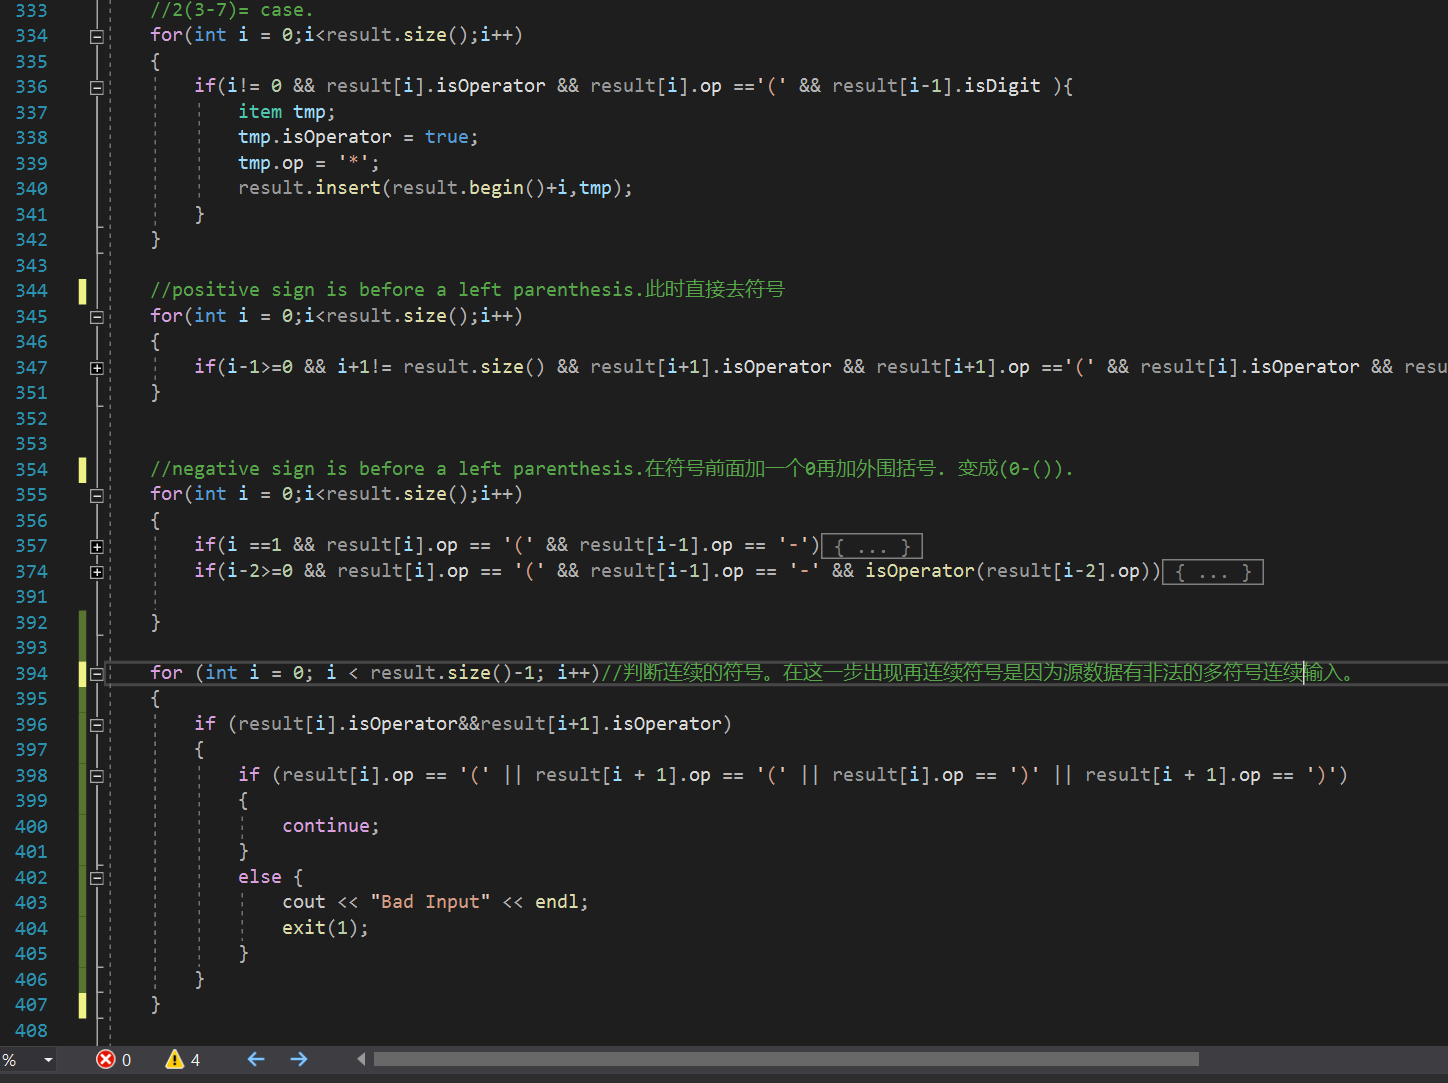 333 //2(3-7)= case.
334 for(int i = 0;i<result.size();i++)
335 {
336 if(i!= 0 && result[i].isOperator && result[i].op =='(' && result[i-1].isDigit ){
337 item tmp;
338 tmp.isOperator = true;
339 tmp.op = '*';
340 result.insert(result.begin()+i,tmp);
341 }
342 }
343
344 //positive sign is before a left parenthesis.此时直接去符号
345 for(int i = 0;i<result.size();i++)
346 {
347 if(i-1>=0 && i+1!= result.size() && result[i+1].isOperator && result[i+1].op =='(' && result[i].isOperator && resu
351 }
352
353
354 //negative sign is before a left parenthesis.在符号前面加一个0再加外围括号. 变成(0-()).
355 for(int i = 0;i<result.size();i++)
356 {
357 if(i ==1 && result[i].op == '(' && result[i-1].op == '-'){ ... }
374 if(i-2>=0 && result[i].op == '(' && result[i-1].op == '-' && isOperator(result[i-2].op)){ ... }
391
392 }
393
394 for (int i = 0; i < result.size()-1; i++)//判断连续的符号。在这一步出现再连续符号是因为源数据有非法的多符号连续输入。
395 {
396 if (result[i].isOperator&&result[i+1].isOperator)
397 {
398 if (result[i].op == '(' || result[i + 1].op == '(' || result[i].op == ')' || result[i + 1].op == ')')
399 {
400 continue;
401 }
402 else {
403 cout << "Bad Input" << endl;
404 exit(1);
405 }
406 }
407 }
408
% 0 4